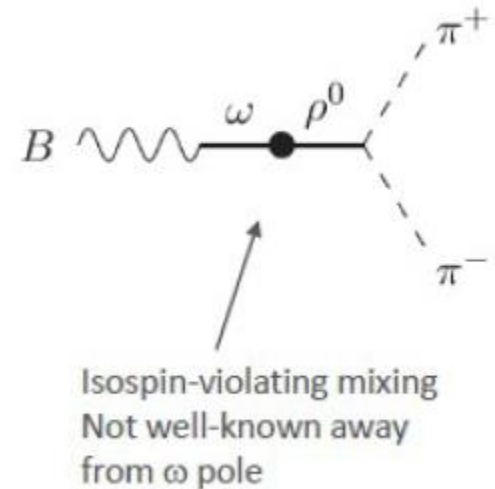 π⁺
B ω ρ⁰
π⁻
Isospin-violating mixing
Not well-known away
from ω pole